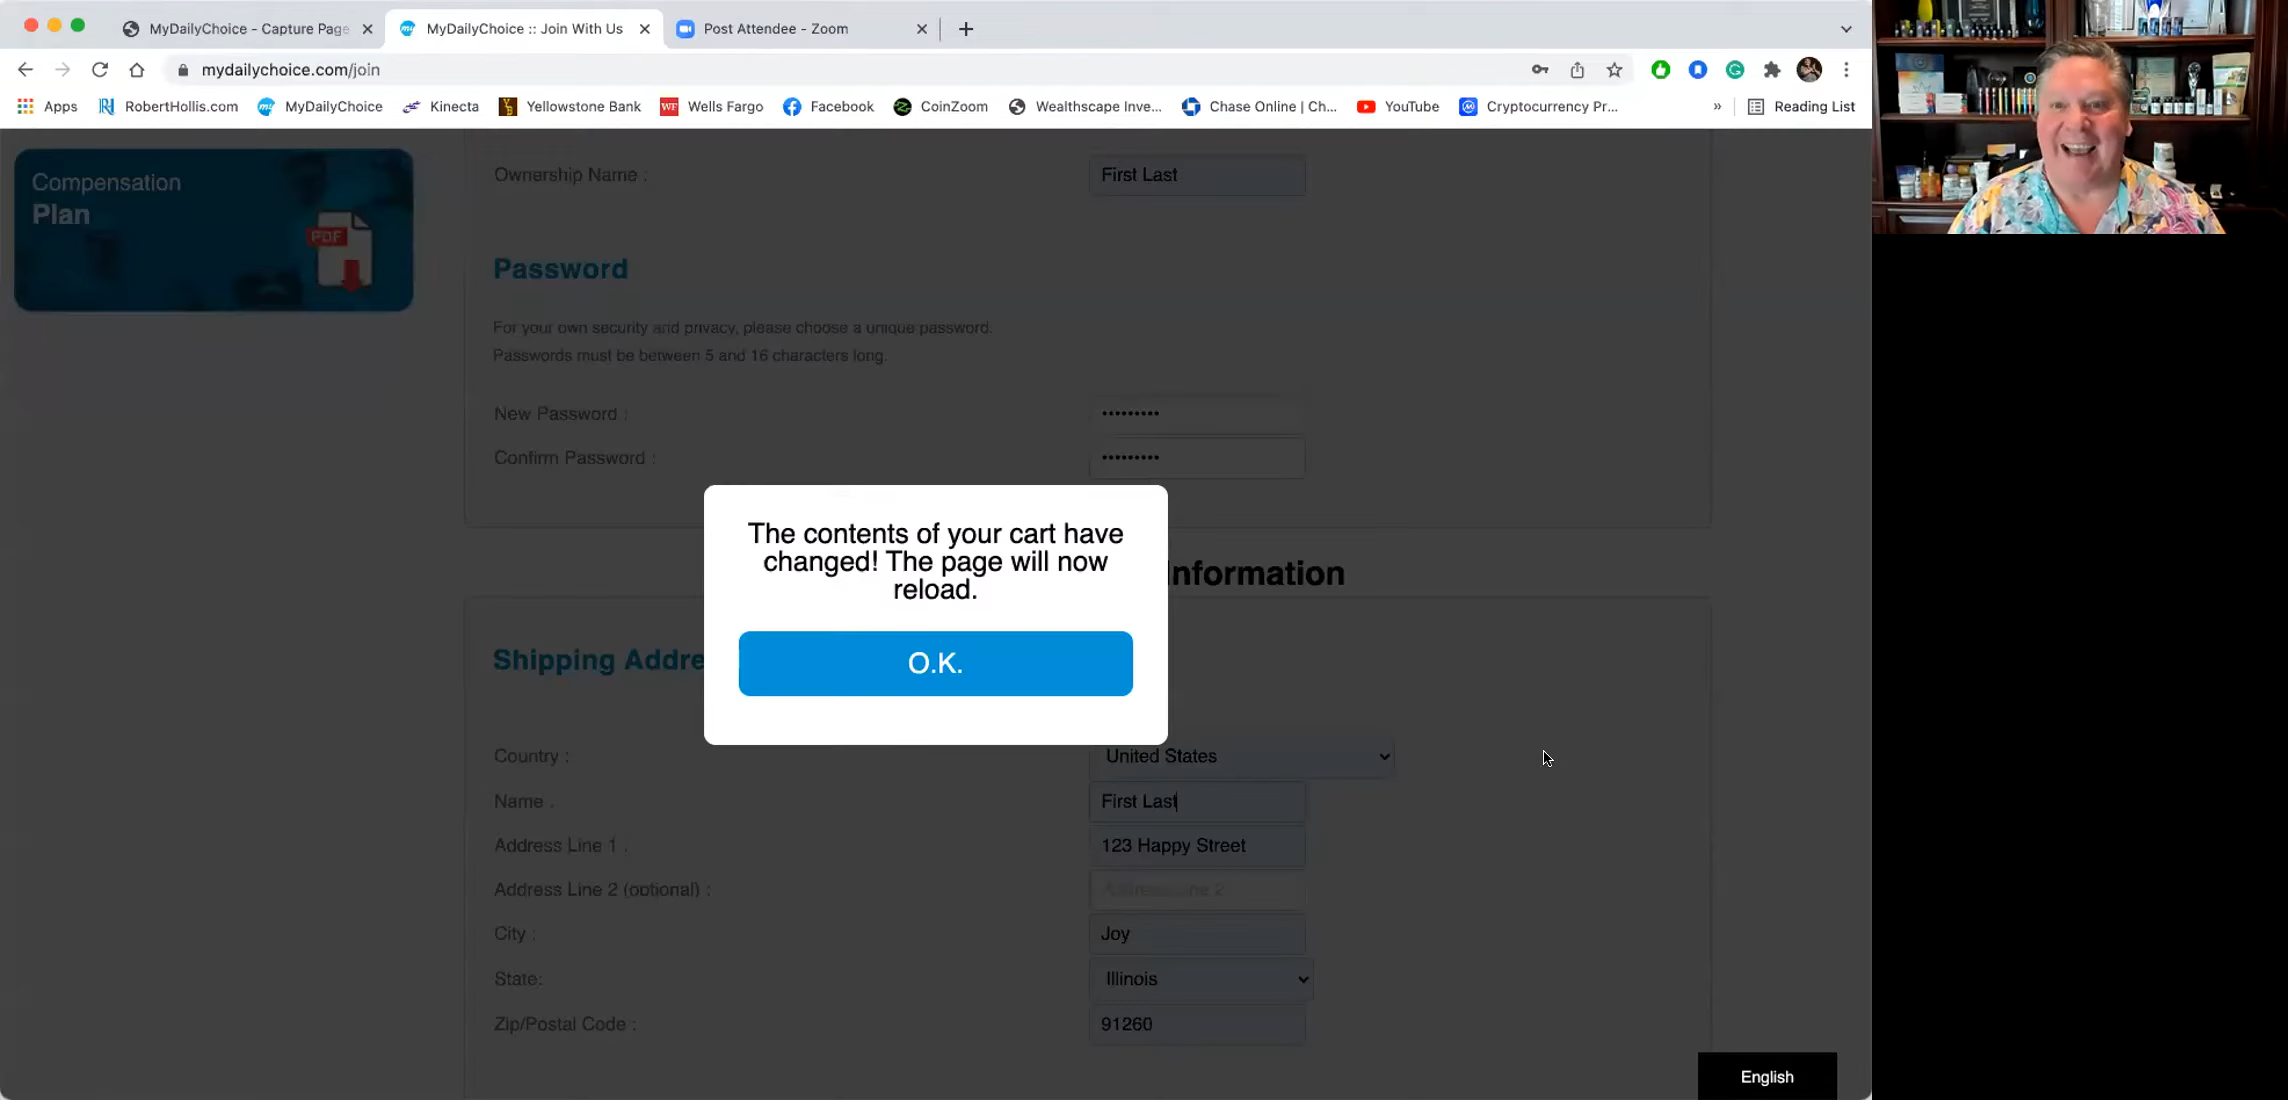 MyDailyChoice - Capture Page
MyDailyChoice :: Join With Us
Post Attendee - Zoom
mydailychoice.com/join
Apps
RobertHollis.com
MyDailyChoice
Kinecta
Yellowstone Bank
Wells Fargo
Facebook
CoinZoom
Wealthscape Inve...
Chase Online | Ch...
YouTube
Cryptocurrency Pr...
»
Reading List
Compensation
Plan
PDF
Ownership Name :
First Last
Password
For your own security and privacy, please choose a unique password.
Passwords must be between 5 and 16 characters long.
New Password :
•••••••••
Confirm Password :
•••••••••
The contents of your cart have
changed! The page will now
reload.
O.K.
Information
Shipping Addre
Country :
United States
Name :
First Last
Address Line 1 :
123 Happy Street
Address Line 2 (optional) :
Address Line 2
City :
Joy
State:
Illinois
Zip/Postal Code :
91260
English